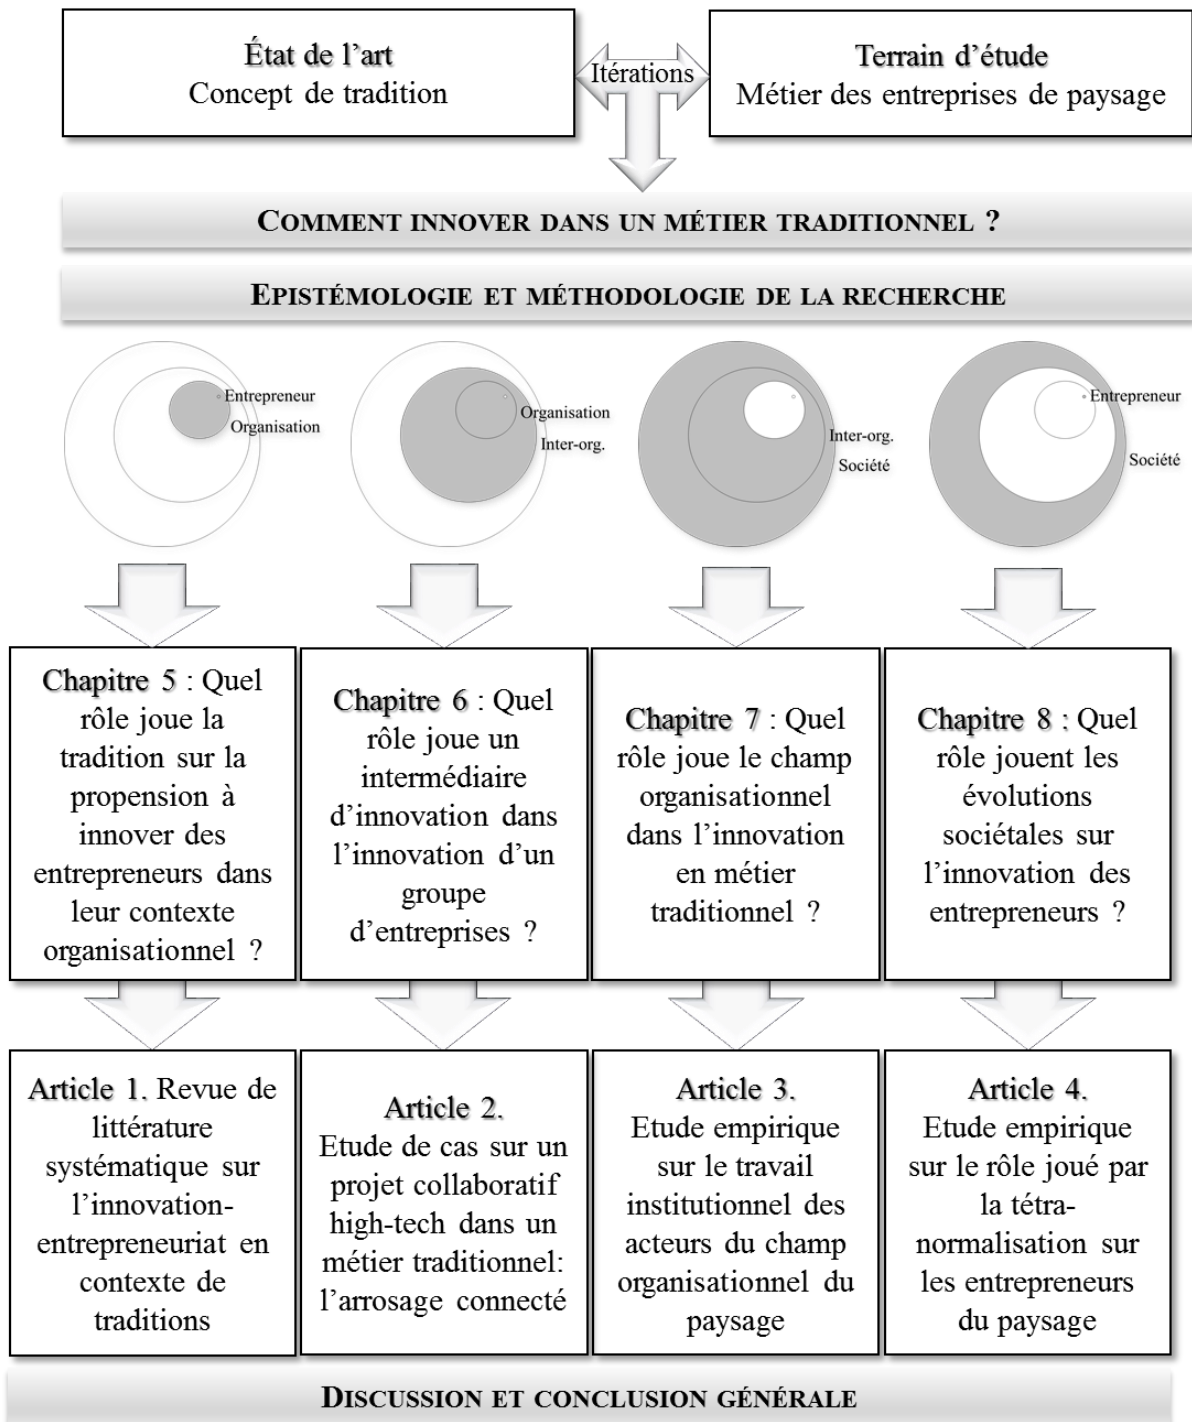 État de l’art
Concept de tradition
Itérations
Terrain d’étude
Métier des entreprises de paysage
COMMENT INNOVER DANS UN MÉTIER TRADITIONNEL ?
EPISTÉMOLOGIE ET MÉTHODOLOGIE DE LA RECHERCHE
Entrepreneur
Organisation
Organisation
Inter-org.
Inter-org.
Société
Entrepreneur
Société
Chapitre 5 : Quel
rôle joue la
tradition sur la
propension à
innover des
entrepreneurs dans
leur contexte
organisationnel ?
Chapitre 6 : Quel
rôle joue un
intermédiaire
d’innovation dans
l’innovation d’un
groupe
d’entreprises ?
Chapitre 7 : Quel
rôle joue le champ
organisationnel
dans l’innovation
en métier
traditionnel ?
Chapitre 8 : Quel
rôle jouent les
évolutions
sociétales sur
l’innovation des
entrepreneurs ?
Article 1. Revue de
littérature
systématique sur
l’innovation-
entrepreneuriat en
contexte de
traditions
Article 2.
Etude de cas sur un
projet collaboratif
high-tech dans un
métier traditionnel:
l’arrosage connecté
Article 3.
Etude empirique
sur le travail
institutionnel des
acteurs du champ
organisationnel du
paysage
Article 4.
Etude empirique
sur le rôle joué par
la tétra-
normalisation sur
les entrepreneurs
du paysage
DISCUSSION ET CONCLUSION GÉNÉRALE